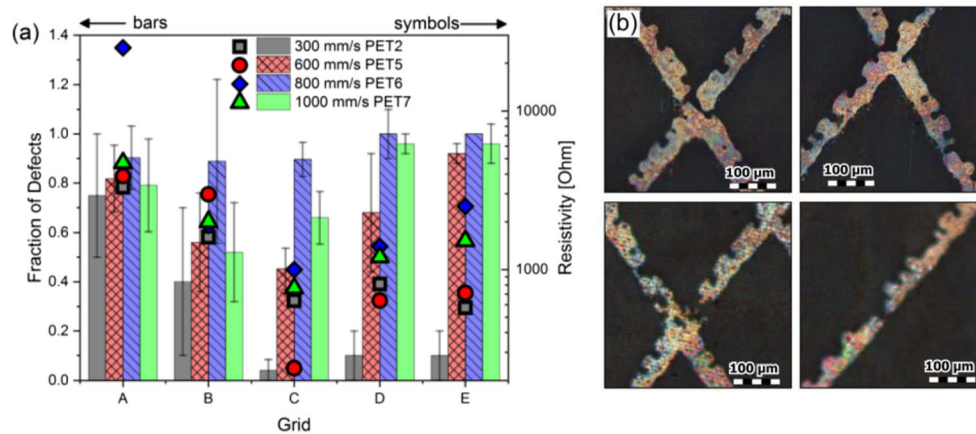 (a)
bars
symbols
1.4
1.2
1.0
0.8
0.6
0.4
0.2
0.0
Fraction of Defects
300 mm/s PET2
600 mm/s PET5
800 mm/s PET6
1000 mm/s PET7
10000
1000
Resistivity [Ohm]
A B C D E
Grid
(b)
100 µm
100 µm
100 µm
100 µm